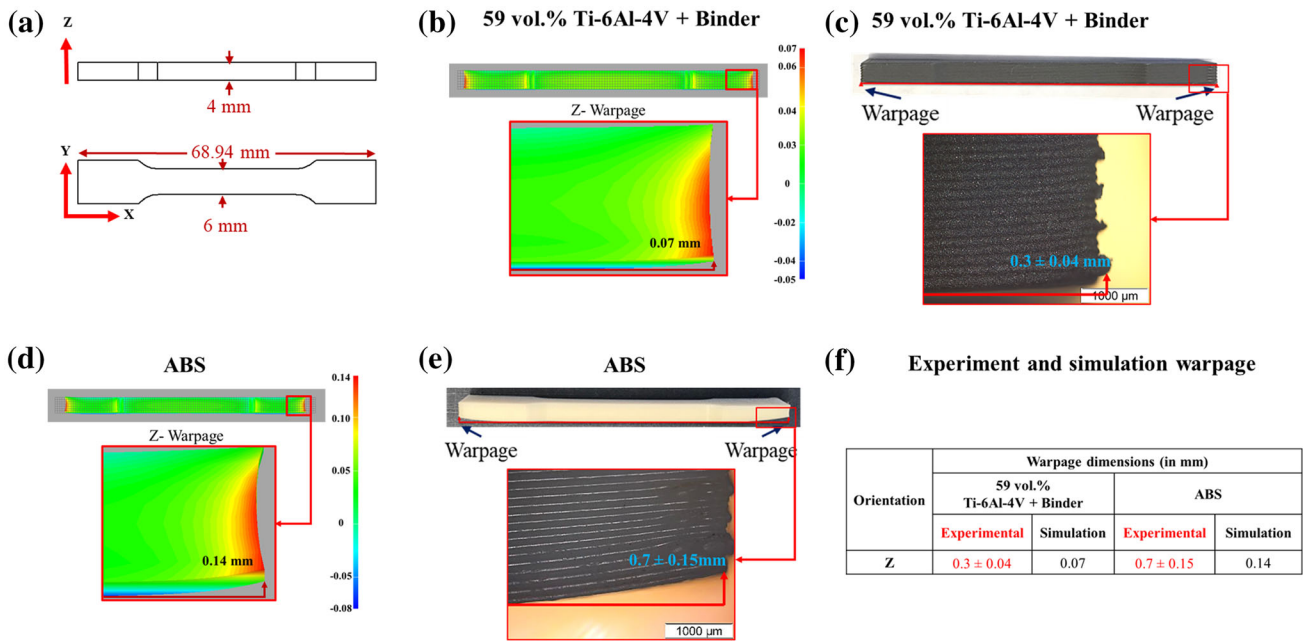 (a)
Z
4 mm
Y
68.94 mm
X
6 mm
(b)
59 vol.% Ti-6Al-4V + Binder
0.07
0.06
0.04
0.02
0
-0.02
-0.04
-0.05
Z- Warpage
0.07 mm
(c)
59 vol.% Ti-6Al-4V + Binder
Warpage
Warpage
0.3 ± 0.04 mm
1000 µm
(d)
ABS
0.14
0.10
0.05
0
-0.05
-0.08
Z- Warpage
0.14 mm
(e)
ABS
Warpage
Warpage
0.7 ± 0.15mm
1000 µm
(f)
Experiment and simulation warpage
Orientation
Warpage dimensions (in mm)
59 vol.%
Ti-6Al-4V + Binder
ABS
Experimental
Simulation
Experimental
Simulation
Z
0.3 ± 0.04
0.07
0.7 ± 0.15
0.14